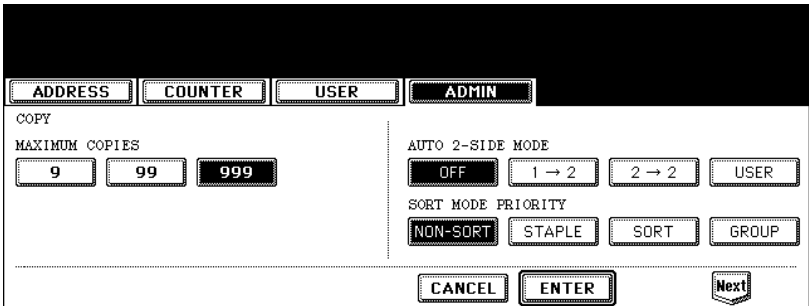 ADDRESS COUNTER USER ADMIN
COPY
MAXIMUM COPIES
9 99 999
AUTO 2-SIDE MODE
OFF 1 → 2 2 → 2 USER
SORT MODE PRIORITY
NON-SORT STAPLE SORT GROUP
CANCEL ENTER Next